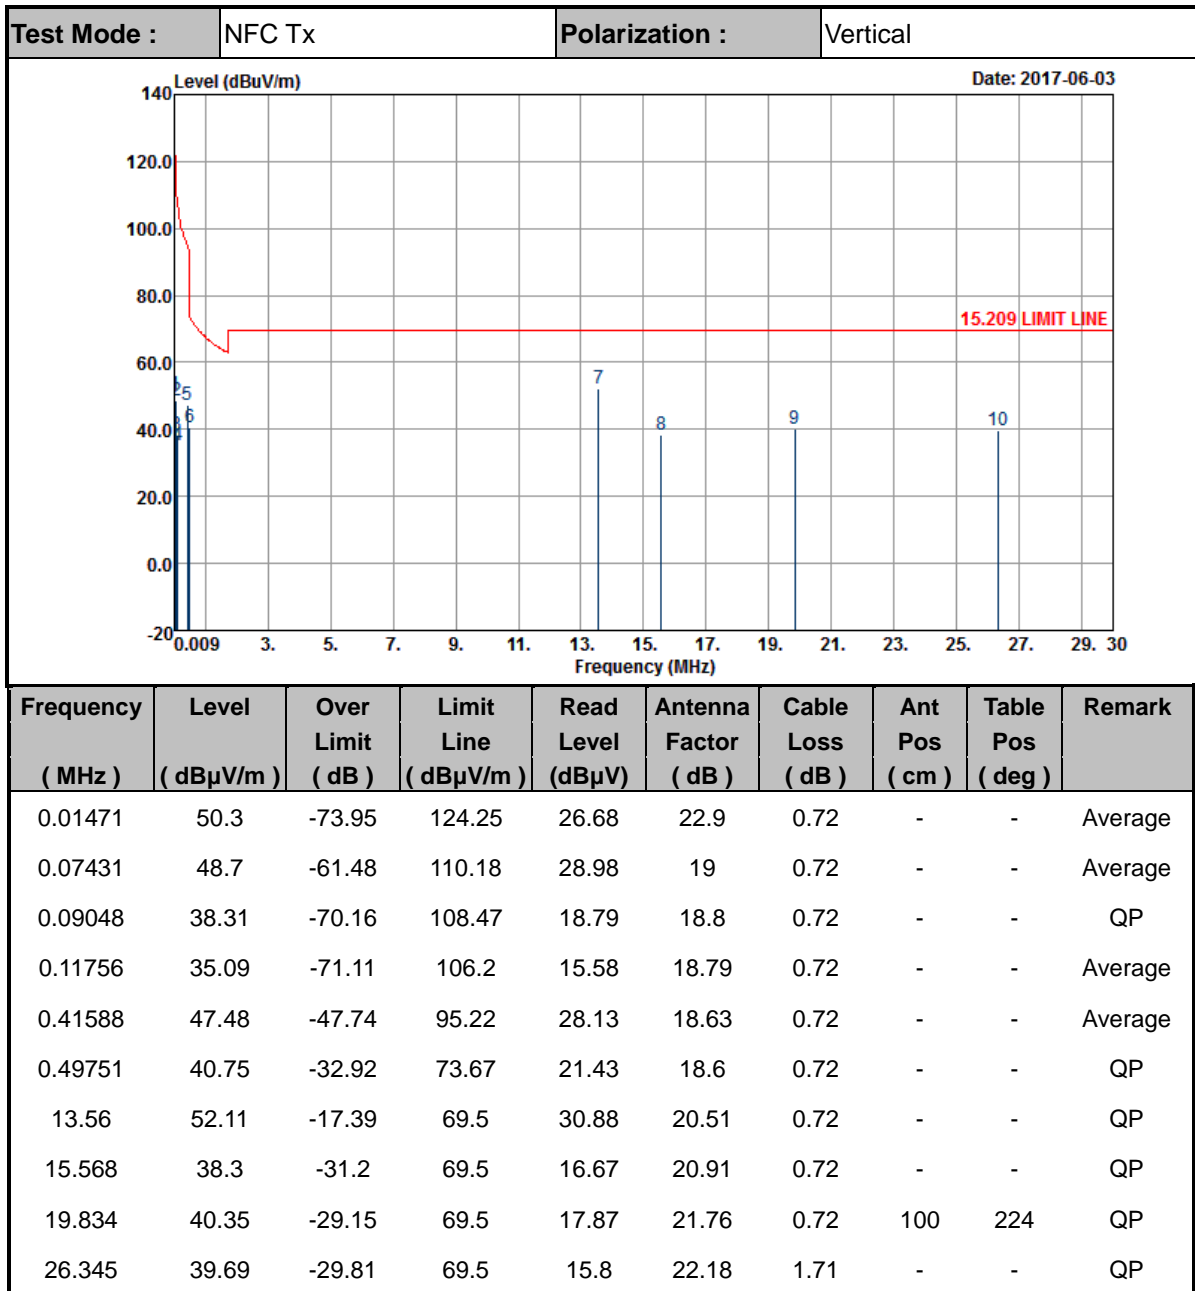 Test Mode : NFC Tx Polarization : Vertical
Level (dBuV/m) Date: 2017-06-03
140
120.0
100.0
80.0
15.209 LIMIT LINE
60.0
7
2 5
6 8 9 10
40.0
4
20.0
0.0
-20
0.009 3. 5. 7. 9. 11. 13. 15. 17. 19. 21. 23. 25. 27. 29. 30
Frequency (MHz)
Frequency Level Over Limit Read Antenna Cable Ant Table Remark
Limit Line Level Factor Loss Pos Pos
( MHz ) ( dBµV/m ) ( dB ) ( dBµV/m ) (dBµV) ( dB ) ( dB ) ( cm ) ( deg )
0.01471 50.3 -73.95 124.25 26.68 22.9 0.72 - - Average
0.07431 48.7 -61.48 110.18 28.98 19 0.72 - - Average
0.09048 38.31 -70.16 108.47 18.79 18.8 0.72 - - QP
0.11756 35.09 -71.11 106.2 15.58 18.79 0.72 - - Average
0.41588 47.48 -47.74 95.22 28.13 18.63 0.72 - - Average
0.49751 40.75 -32.92 73.67 21.43 18.6 0.72 - - QP
13.56 52.11 -17.39 69.5 30.88 20.51 0.72 - - QP
15.568 38.3 -31.2 69.5 16.67 20.91 0.72 - - QP
19.834 40.35 -29.15 69.5 17.87 21.76 0.72 100 224 QP
26.345 39.69 -29.81 69.5 15.8 22.18 1.71 - - QP